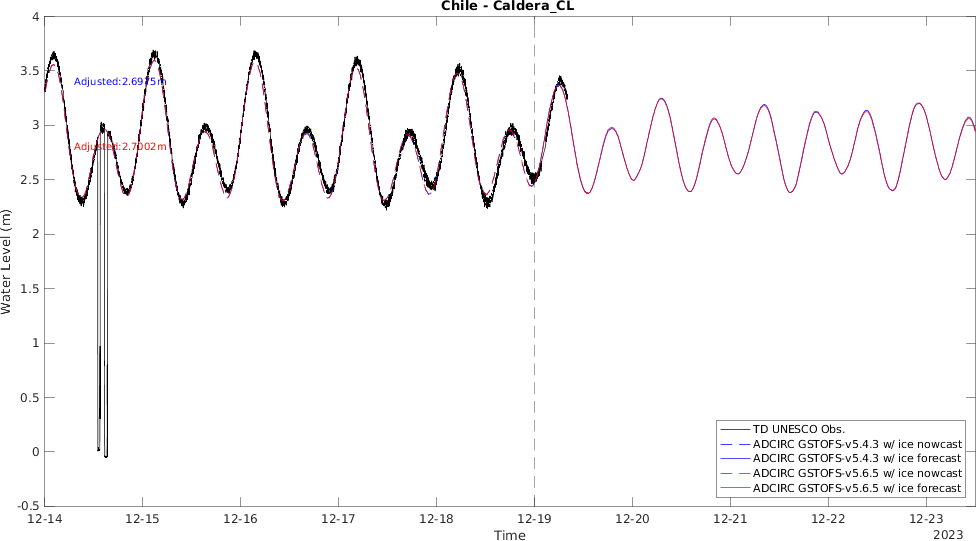 Chile - Caldera_CL
4
3.5
3
2.5
2
1.5
1
0.5
0
-0.5
Water Level (m)
Adjusted:2.6975m
Adjusted:2.7002m
TD UNESCO Obs.
ADCIRC GSTOFS-v5.4.3 w/ ice nowcast
ADCIRC GSTOFS-v5.4.3 w/ ice forecast
ADCIRC GSTOFS-v5.6.5 w/ ice nowcast
ADCIRC GSTOFS-v5.6.5 w/ ice forecast
12-14 12-15 12-16 12-17 12-18 12-19 12-20 12-21 12-22 12-23
Time
2023